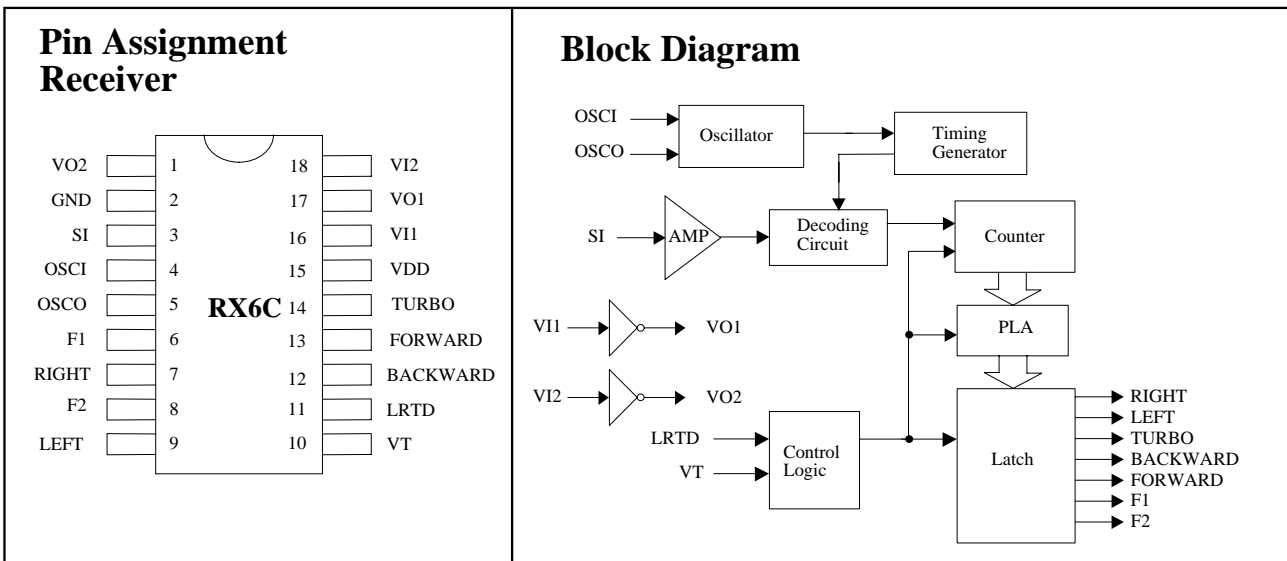 Pin Assignment
Receiver
VO2 1 18 VI2
GND 2 17 VO1
SI 3 16 VI1
OSCI 4 15 VDD
OSCO 5 RX6C 14 TURBO
F1 6 13 FORWARD
RIGHT 7 12 BACKWARD
F2 8 11 LRTD
LEFT 9 10 VT
Block Diagram
OSCI
OSCO
Oscillator
Timing
Generator
SI
AMP
Decoding
Circuit
Counter
VI1
VO1
PLA
VI2
VO2
LRTD
VT
Control
Logic
Latch
RIGHT
LEFT
TURBO
BACKWARD
FORWARD
F1
F2